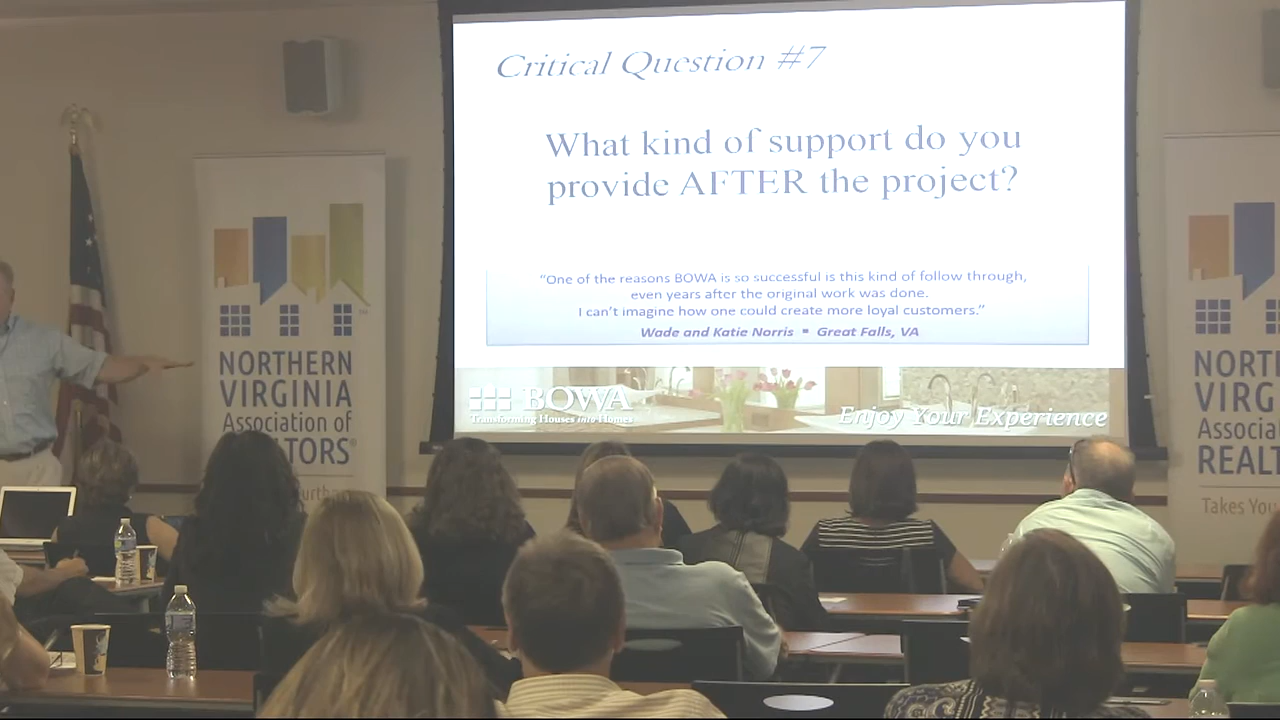 Critical Question #7
What kind of support do you
provide AFTER the project?
“One of the reasons BOWA is so successful is this kind of follow through,
even years after the original work was done.
I can’t imagine how one could create more loyal customers.”
Wade and Katie Norris ▪ Great Falls, VA
BOWA
Transforming Houses into Homes
Enjoy Your Experience
NORTHERN
VIRGINIA
Association of
LTORS®
NORT
VIRG
Associa
REALT
Takes You